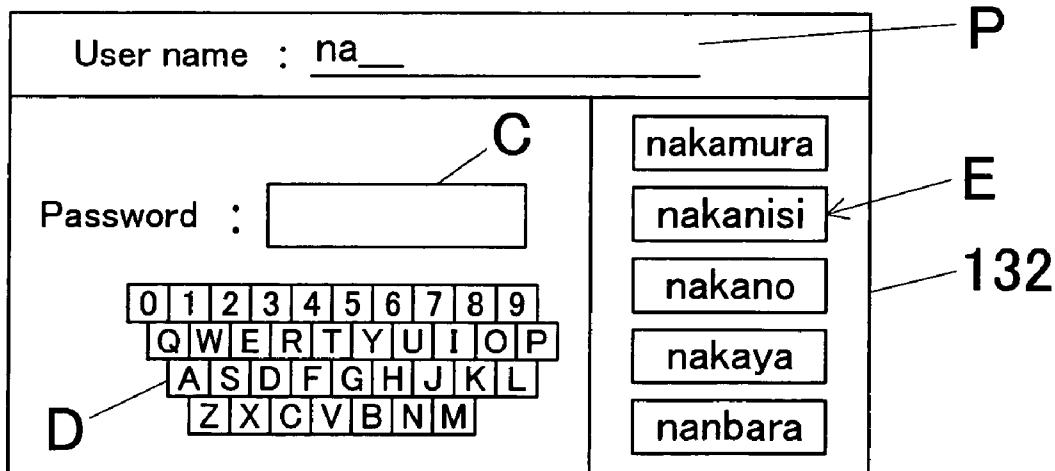 User name : na__
P
C
Password :
0 1 2 3 4 5 6 7 8 9
Q W E R T Y U I O P
A S D F G H J K L
Z X C V B N M
D
nakamura
nakanisi
nakano
nakaya
nanbara
E
132